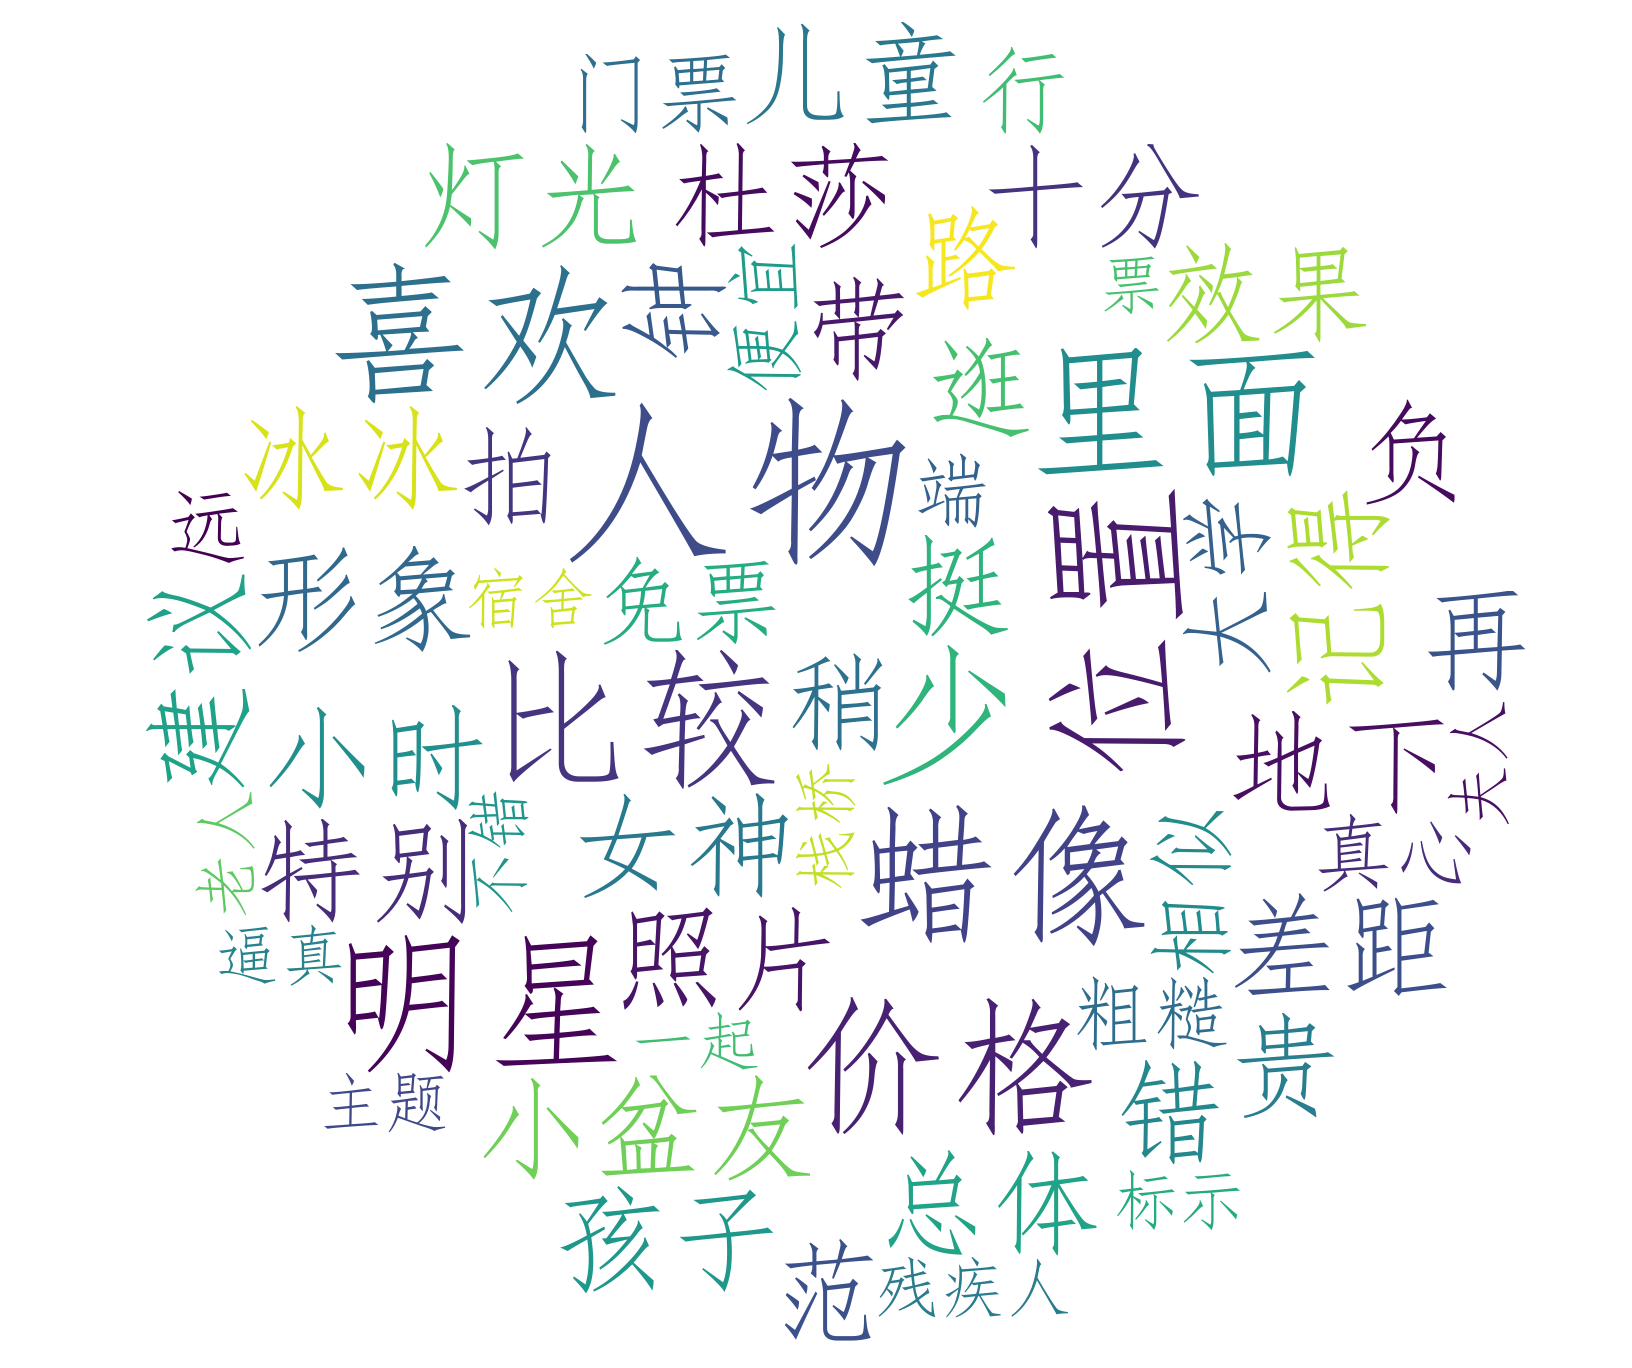 门票
儿童
行
灯光
杜莎
十分
路
喜欢
钟
便宜
带
票
效果
逛
里面
冰冰
拍
人物
端
负
远
位置
大学
记得
建议
形象
宿舍
免票
挺
再
小时
比较
稍
少
地下
夫人
老人
特别
不错
女神
栈桥
蜡像
相似
真心
逼真
明星
照片
差距
一起
价格
粗糙
贵
主题
小盆友
错
孩子
总体
标示
范
残疾人